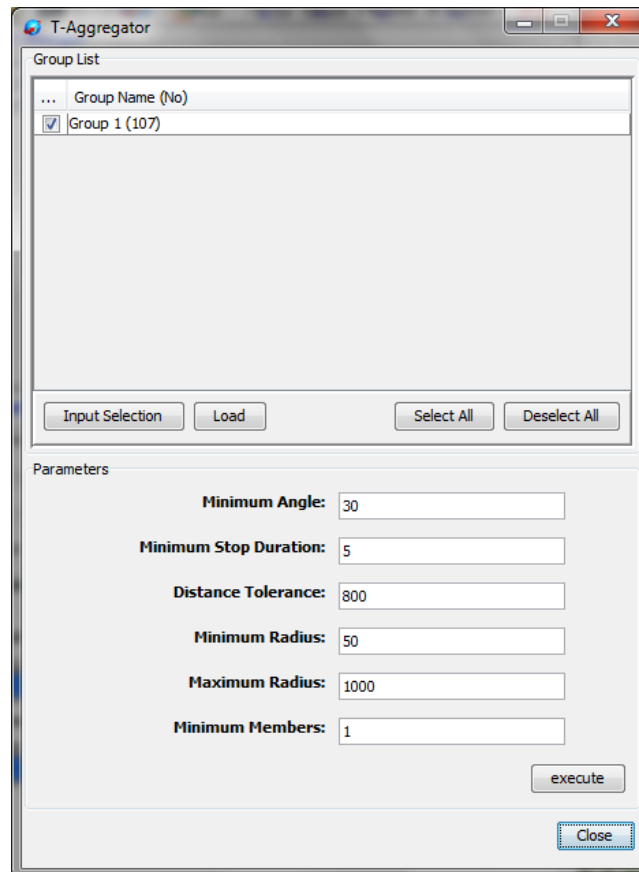 T-Aggregator
Group List
... Group Name (No)
Group 1 (107)
Input Selection Load Select All Deselect All
Parameters
Minimum Angle: 30
Minimum Stop Duration: 5
Distance Tolerance: 800
Minimum Radius: 50
Maximum Radius: 1000
Minimum Members: 1
execute
Close